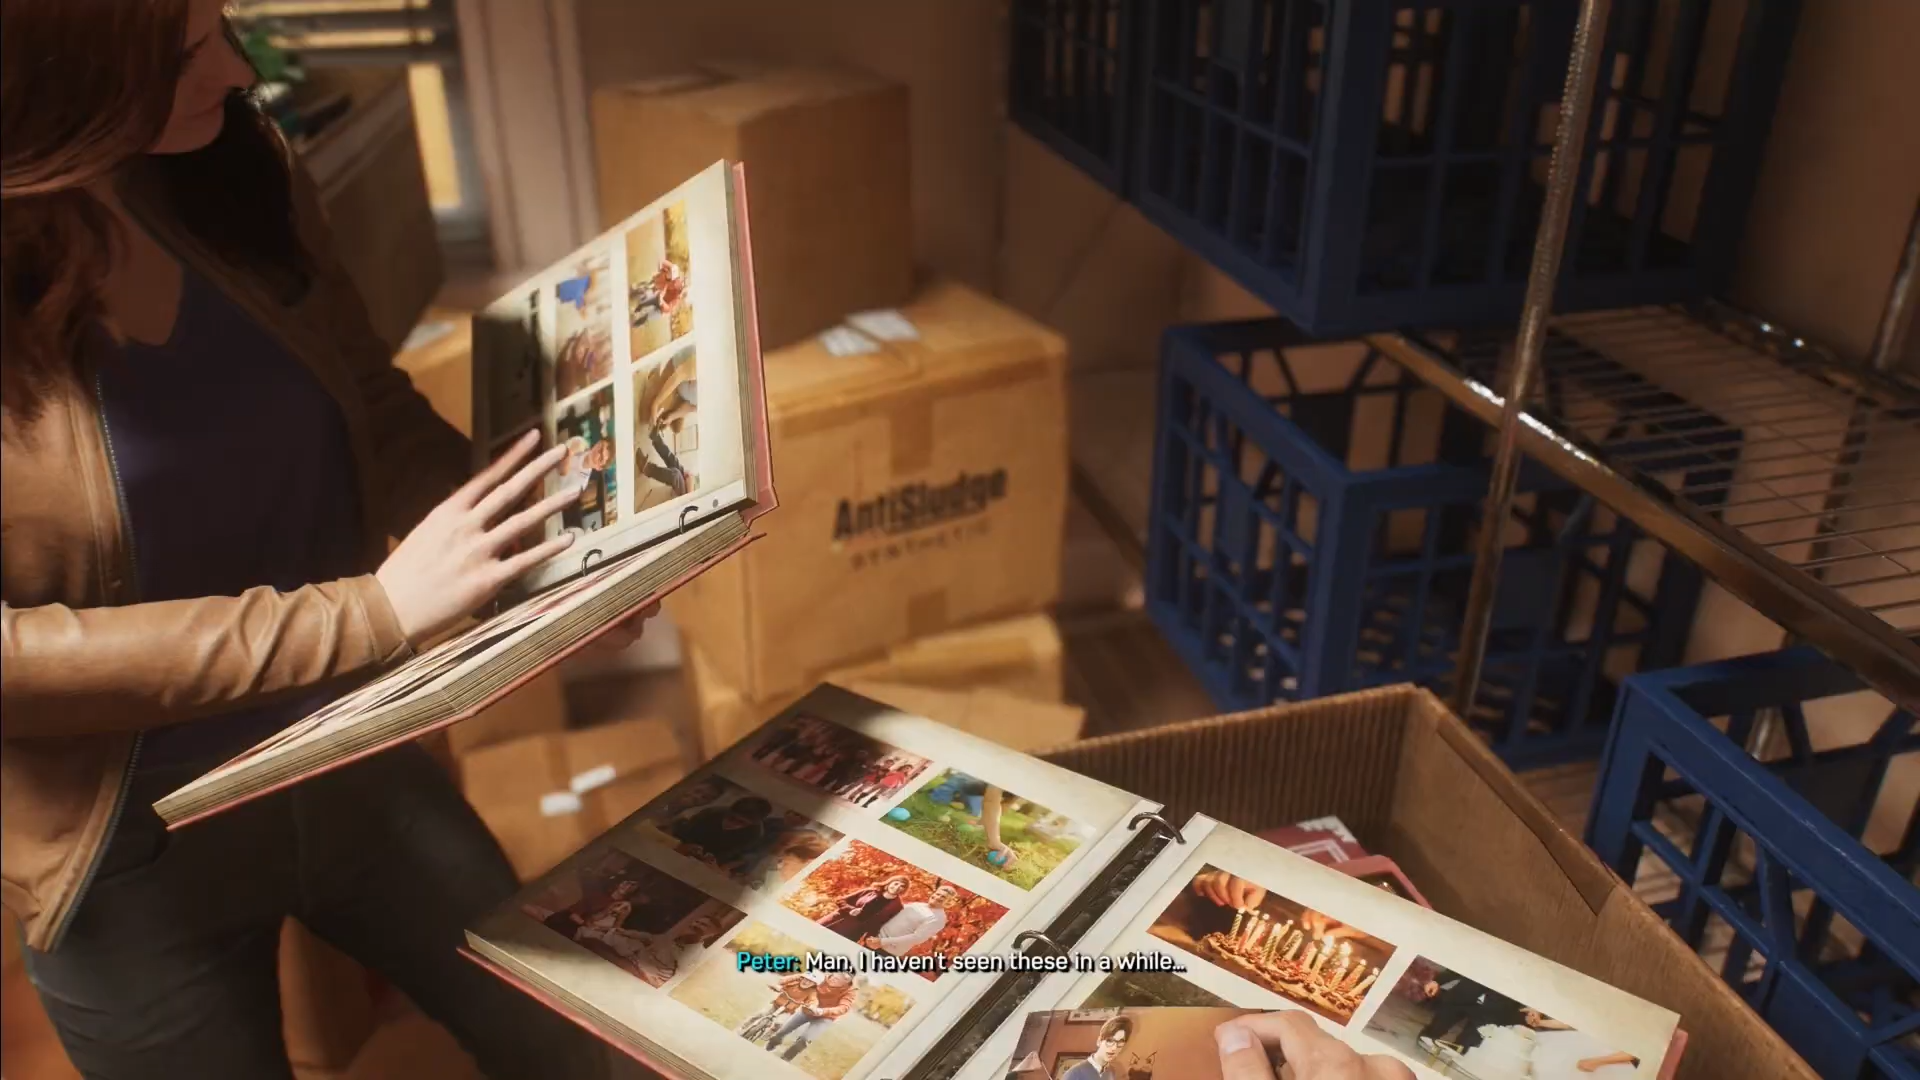 AntiSludge
SYNTHETIC
Peter: Man, I haven't seen these in a while...